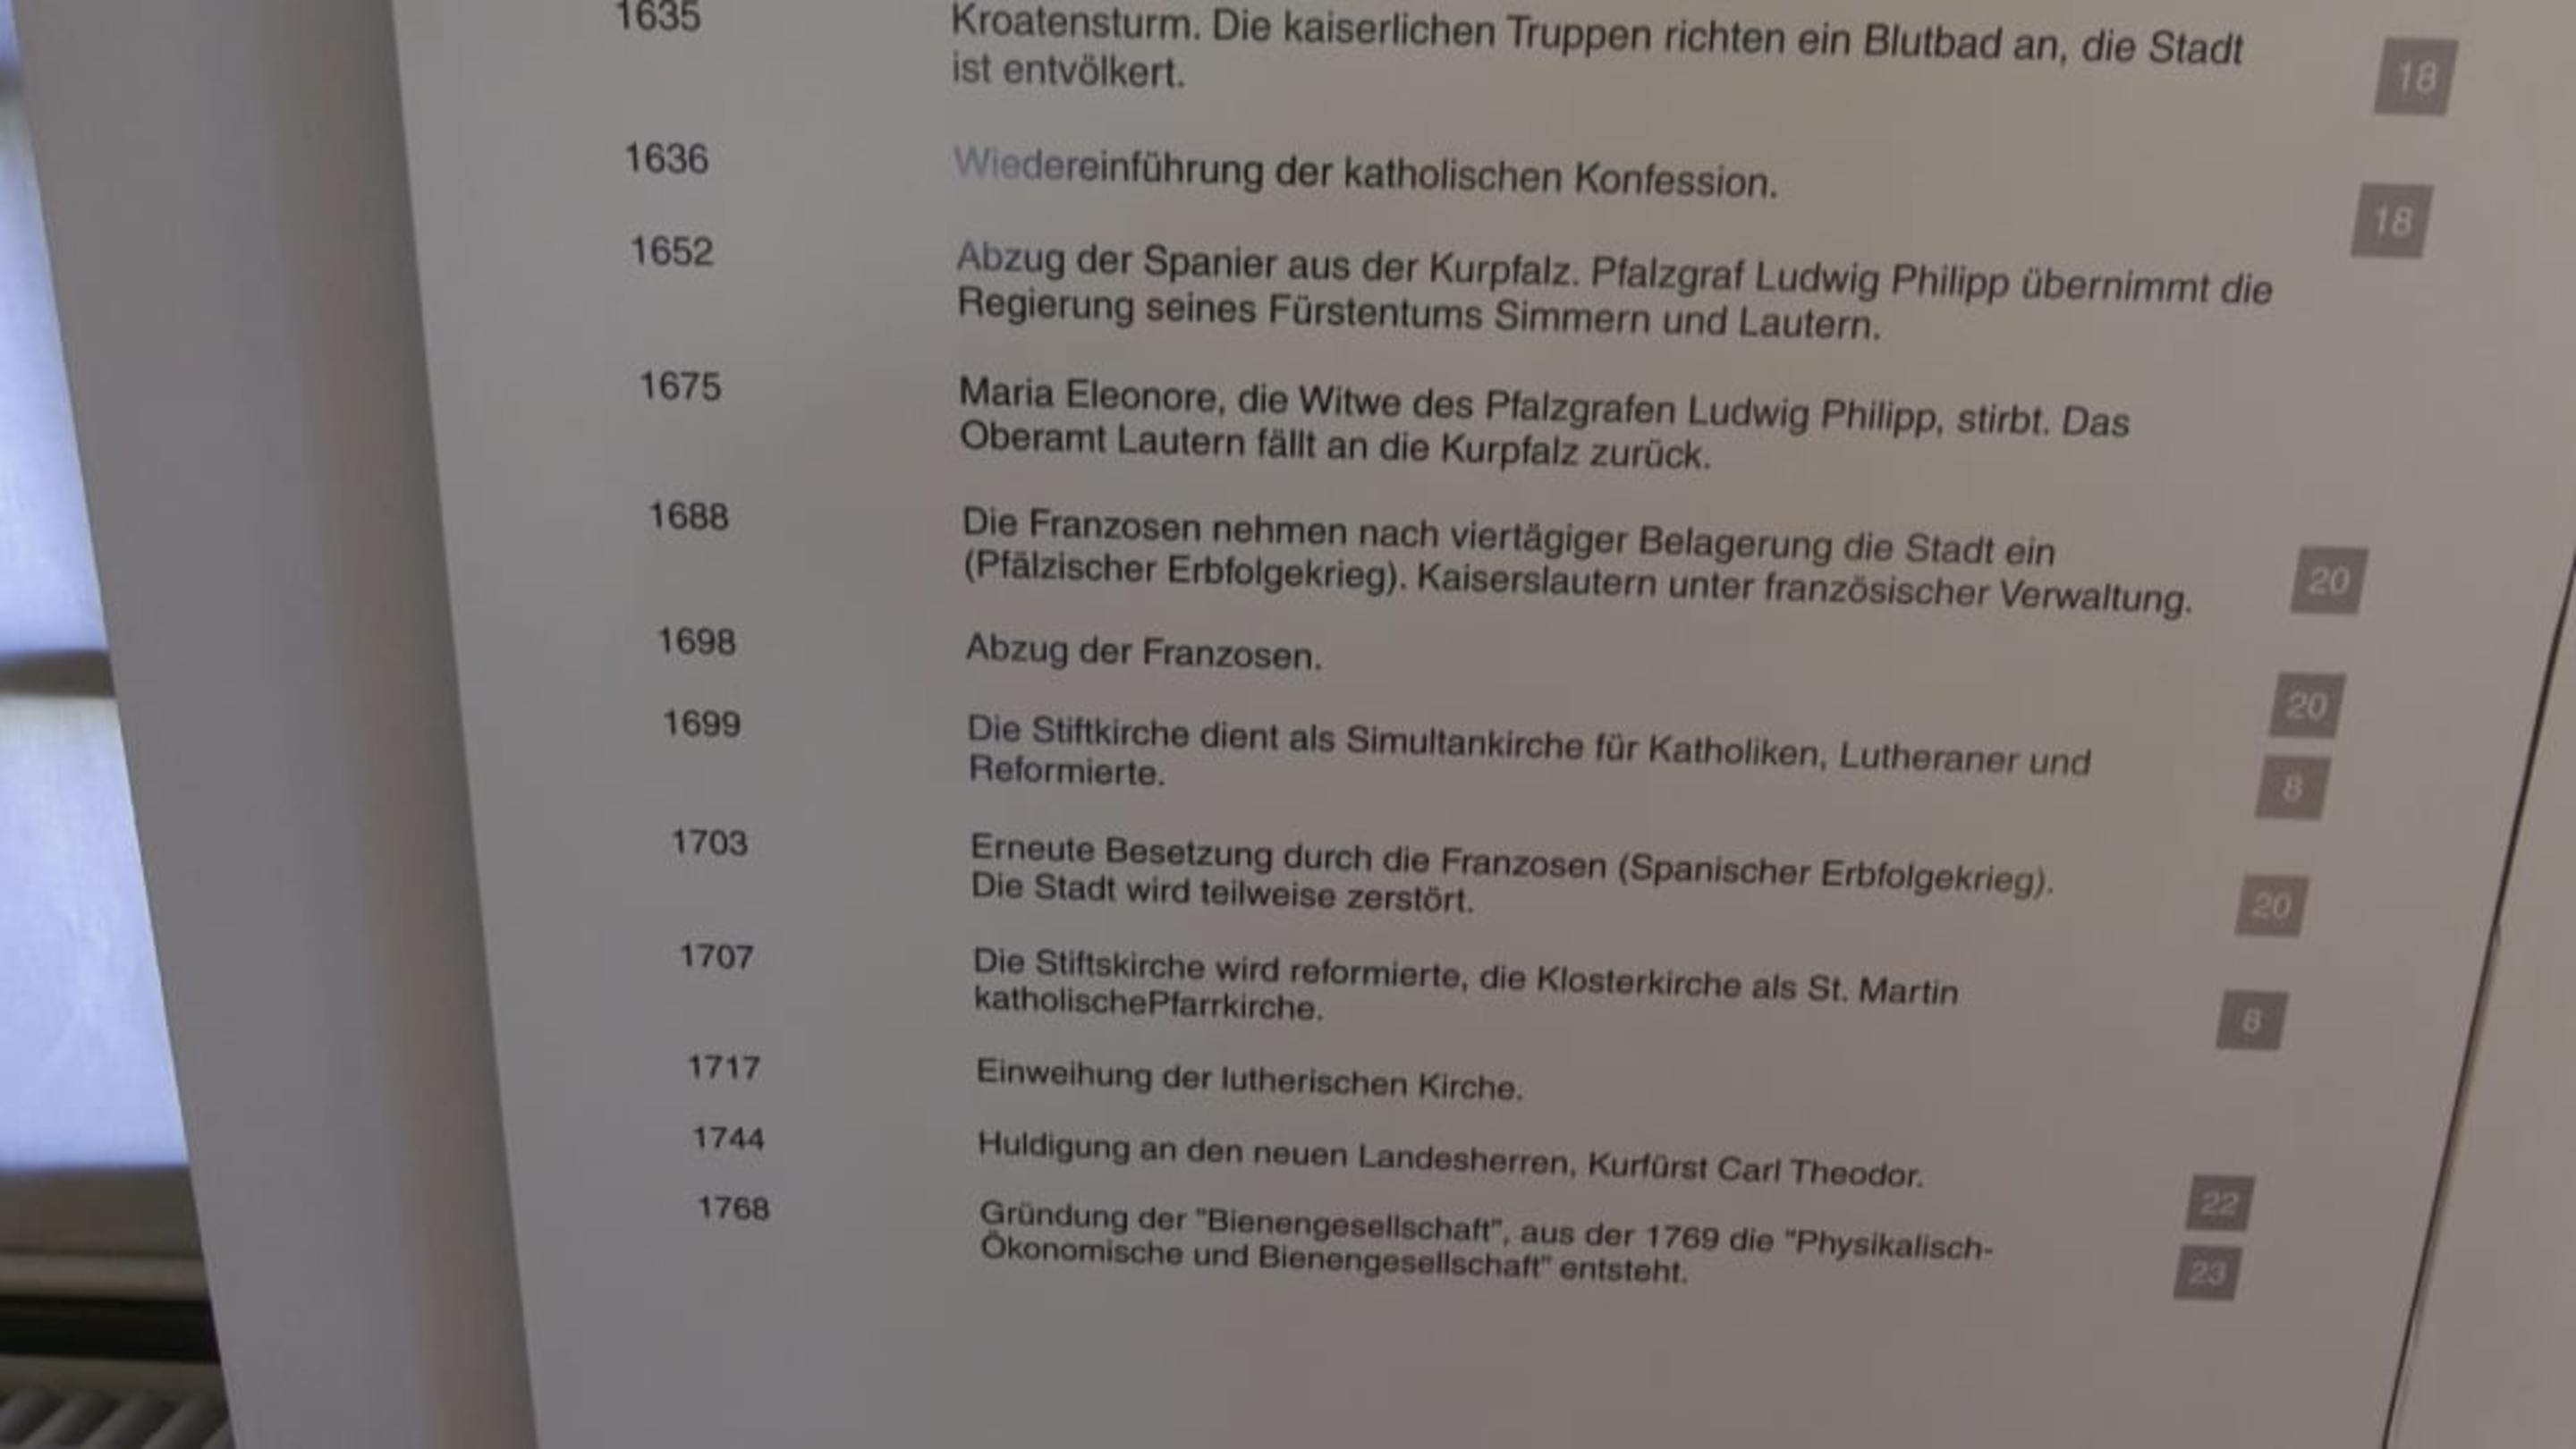 1635 Kroatensturm. Die kaiserlichen Truppen richten ein Blutbad an, die Stadt 18
ist entvölkert.
1636 Wiedereinführung der katholischen Konfession. 18
1652 Abzug der Spanier aus der Kurpfalz. Pfalzgraf Ludwig Philipp übernimmt die
Regierung seines Fürstentums Simmern und Lautern.
1675 Maria Eleonore, die Witwe des Pfalzgrafen Ludwig Philipp, stirbt. Das
Oberamt Lautern fällt an die Kurpfalz zurück.
1688 Die Franzosen nehmen nach viertägiger Belagerung die Stadt ein 20
(Pfälzischer Erbfolgekrieg). Kaiserslautern unter französischer Verwaltung.
1698 Abzug der Franzosen. 20
1699 Die Stiftkirche dient als Simultankirche für Katholiken, Lutheraner und 8
Reformierte.
1703 Erneute Besetzung durch die Franzosen (Spanischer Erbfolgekrieg). 20
Die Stadt wird teilweise zerstört.
1707 Die Stiftskirche wird reformierte, die Klosterkirche als St. Martin 8
katholischePfarrkirche.
1717 Einweihung der lutherischen Kirche.
1744 Huldigung an den neuen Landesherren, Kurfürst Carl Theodor. 22
1768 Gründung der "Bienengesellschaft", aus der 1769 die "Physikalisch- 23
Ökonomische und Bienengesellschaft" entsteht.